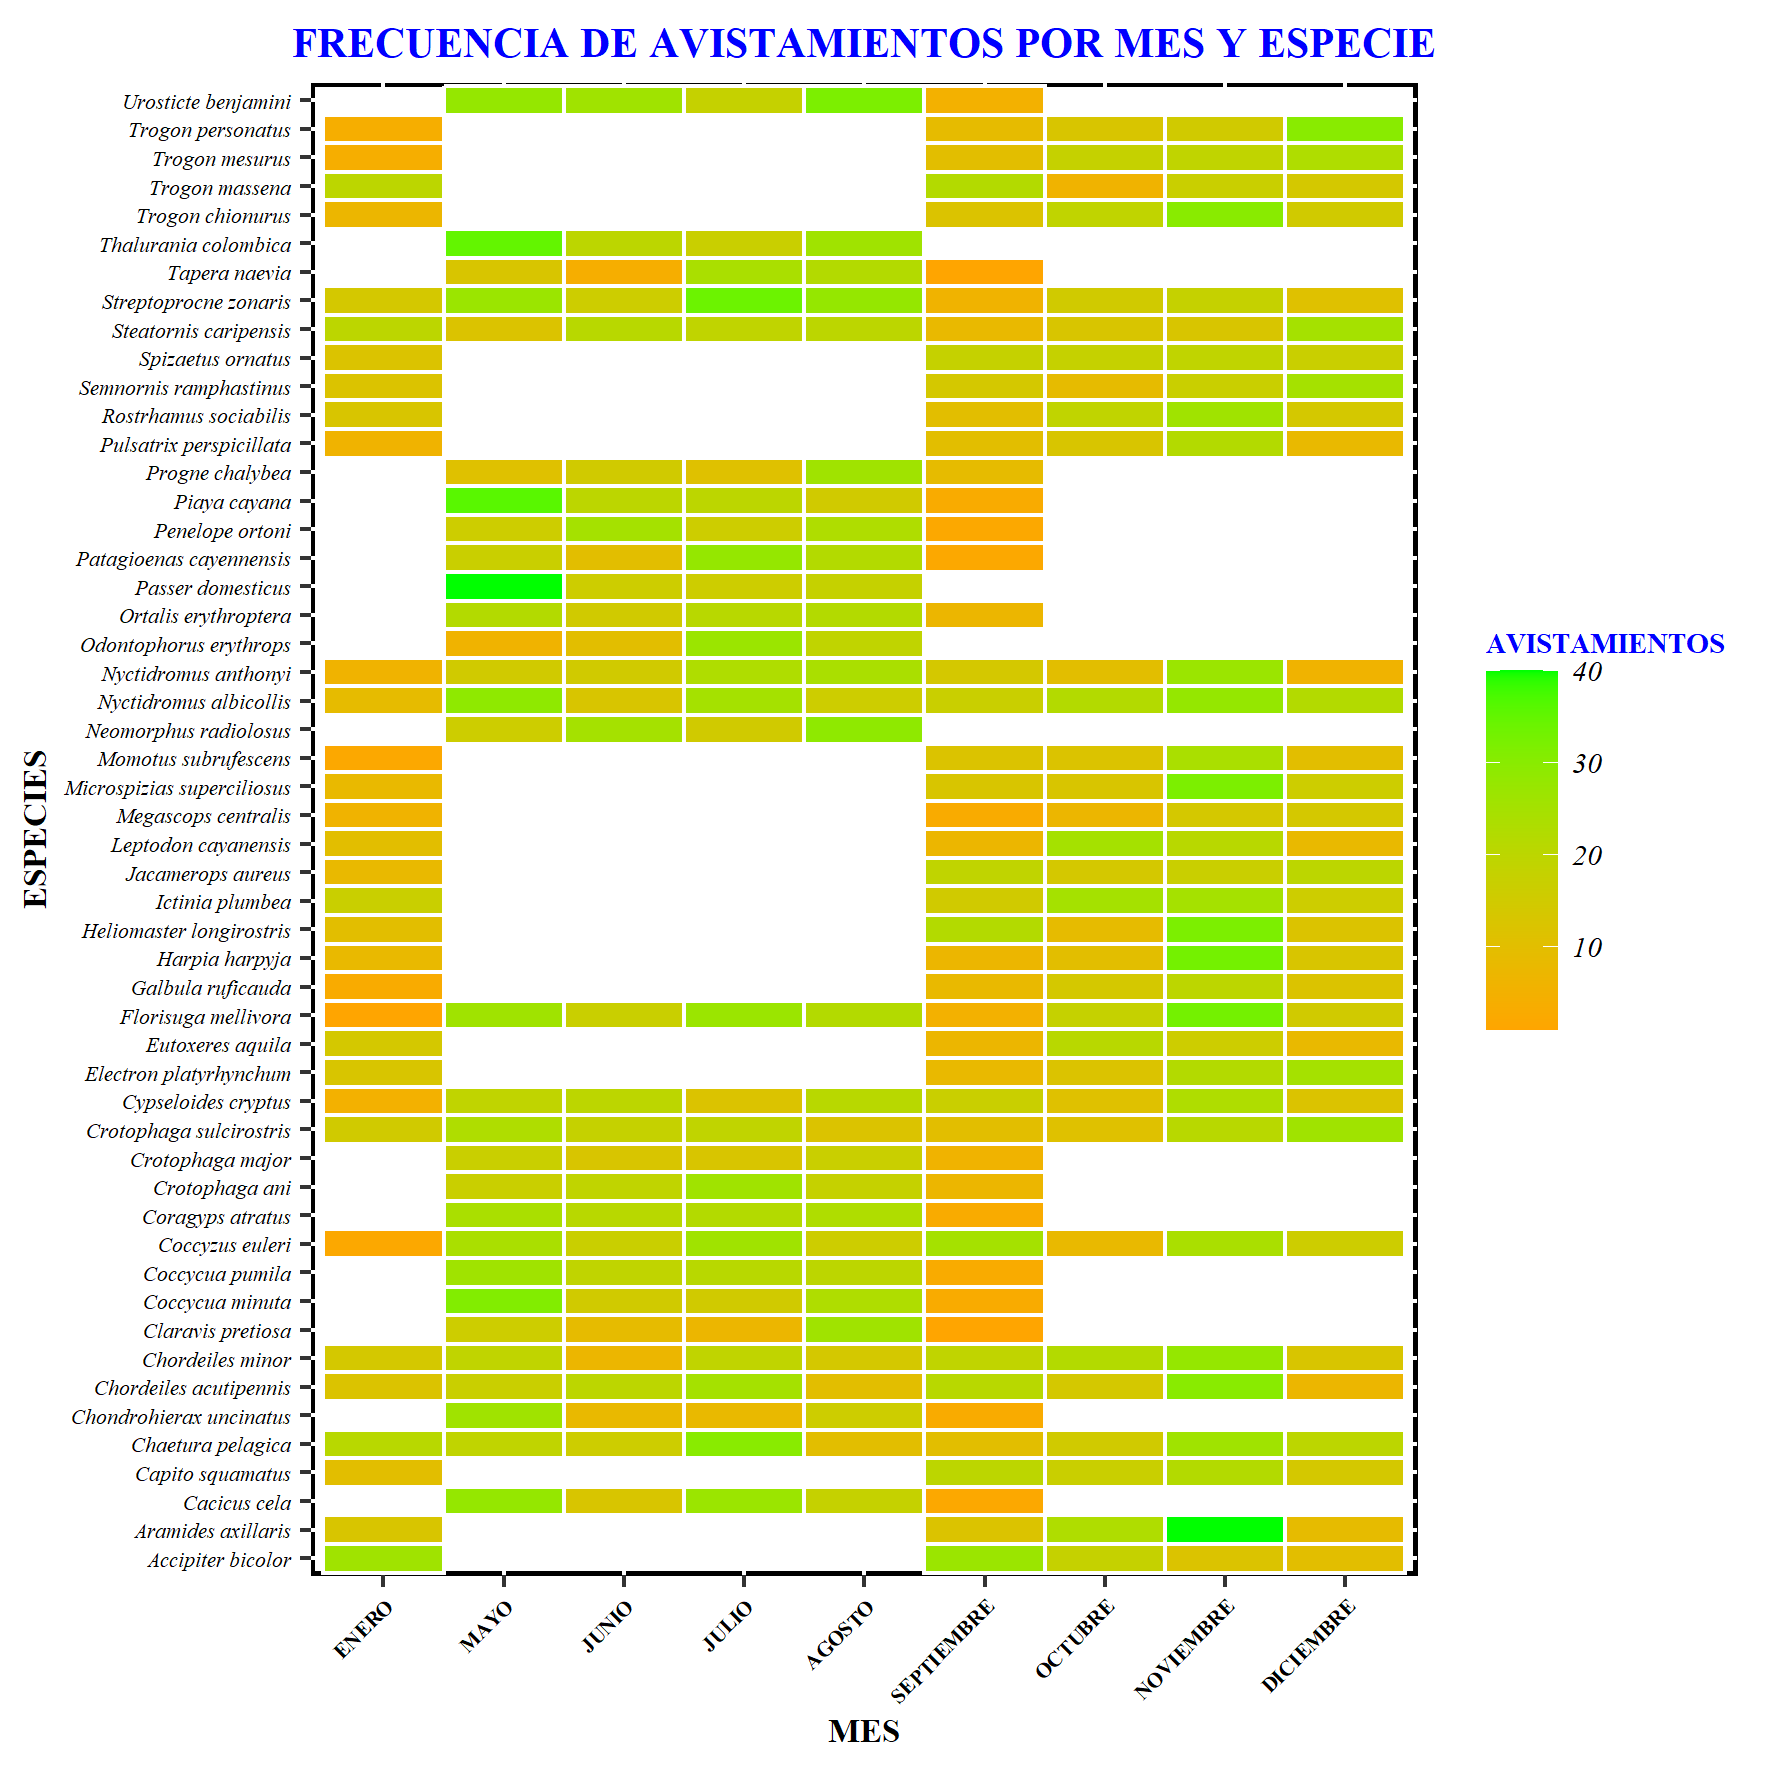 FRECUENCIA DE AVISTAMIENTOS POR MES Y ESPECIE
Urosticte benjamini
Trogon personatus
Trogon mesurus
Trogon massena
Trogon chionurus
Thalurania colombica
Tapera naevia
Streptoprocne zonaris
Steatornis caripensis
Spizaetus ornatus
Semnornis ramphastinus
Rostrhamus sociabilis
Pulsatrix perspicillata
Progne chalybea
Piaya cayana
Penelope ortoni
Patagioenas cayennensis
Passer domesticus
Ortalis erythroptera
Odontophorus erythrops
Nyctidromus anthonyi
Nyctidromus albicollis
Neomorphus radiolosus
Momotus subrufescens
Microspizias superciliosus
Megascops centralis
Leptodon cayanensis
Jacamerops aureus
Ictinia plumbea
Heliomaster longirostris
Harpia harpyja
Galbula ruficauda
Florisuga mellivora
Eutoxeres aquila
Electron platyrhynchum
Cypseloides cryptus
Crotophaga sulcirostris
Crotophaga major
Crotophaga ani
Coragyps atratus
Coccyzus euleri
Coccycua pumila
Coccycua minuta
Claravis pretiosa
Chordeiles minor
Chordeiles acutipennis
Chondrohierax uncinatus
Chaetura pelagica
Capito squamatus
Cacicus cela
Aramides axillaris
Accipiter bicolor
ESPECIES
ENERO
MAYO
JUNIO
JULIO
AGOSTO
SEPTIEMBRE
OCTUBRE
NOVIEMBRE
DICIEMBRE
MES
AVISTAMIENTOS
40
30
20
10